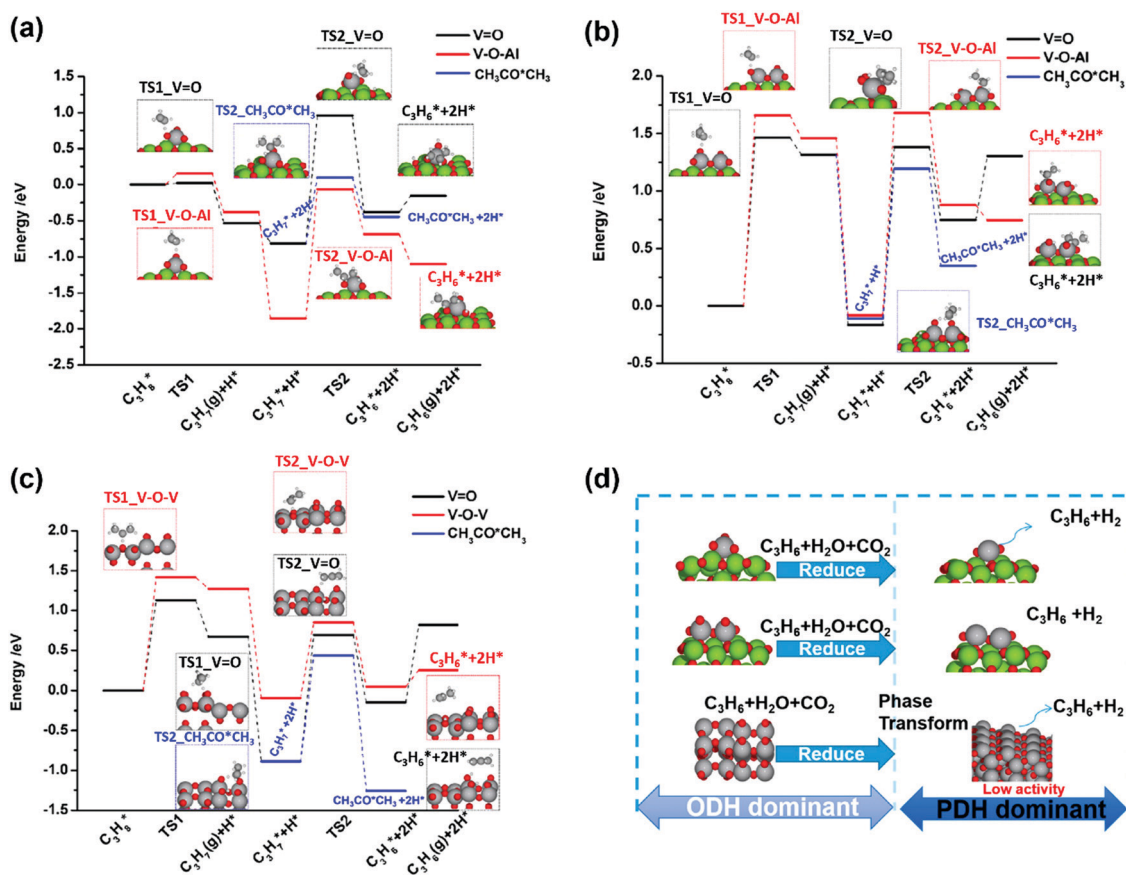 (a)
TS2_V=O
V=O
V-O-Al
CH₃CO*CH₃
TS1_V=O
TS2_CH₃CO*CH₃
C₃H₆*+2H*
C₃H₇*+2H*
CH₃CO*CH₃+2H*
TS1_V-O-Al
TS2_V-O-Al
C₃H₆*+2H*
Energy /eV
1.5
1.0
0.5
0.0
-0.5
-1.0
-1.5
-2.0
-2.5
C₃H₈*
TS1
C₃H₇(g)+H*
C₃H₇*+H*
TS2
C₃H₆*+2H*
C₃H₆(g)+2H*
(b)
TS1_V-O-Al
TS2_V=O
V=O
V-O-Al
CH₃CO*CH₃
TS2_V-O-Al
TS1_V=O
C₃H₆*+2H*
C₃H₇*+H*
CH₃CO*CH₃+2H*
C₃H₆*+2H*
TS2_CH₃CO*CH₃
Energy /eV
2.0
1.5
1.0
0.5
0.0
-0.5
C₃H₈*
TS1
C₃H₇(g)+H*
C₃H₇*+H*
TS2
C₃H₆*+2H*
C₃H₆(g)+2H*
(c)
TS2_V-O-V
TS1_V-O-V
V=O
V-O-V
CH₃CO*CH₃
TS2_V=O
TS1_V=O
TS2_CH₃CO*CH₃
C₃H₇*+2H*
C₃H₆*+2H*
C₃H₆*+2H*
CH₃CO*CH₃+2H*
Energy /eV
2.0
1.5
1.0
0.5
0.0
-0.5
-1.0
-1.5
C₃H₈*
TS1
C₃H₇(g)+H*
C₃H₇*+H*
TS2
C₃H₆*+2H*
C₃H₆(g)+2H*
(d)
C₃H₆+H₂
C₃H₆+H₂O+CO₂
Reduce
C₃H₆+H₂O+CO₂
Reduce
C₃H₆ +H₂
C₃H₆+H₂O+CO₂
Reduce
Phase
Transform
C₃H₆+H₂
Low activity
ODH dominant
PDH dominant